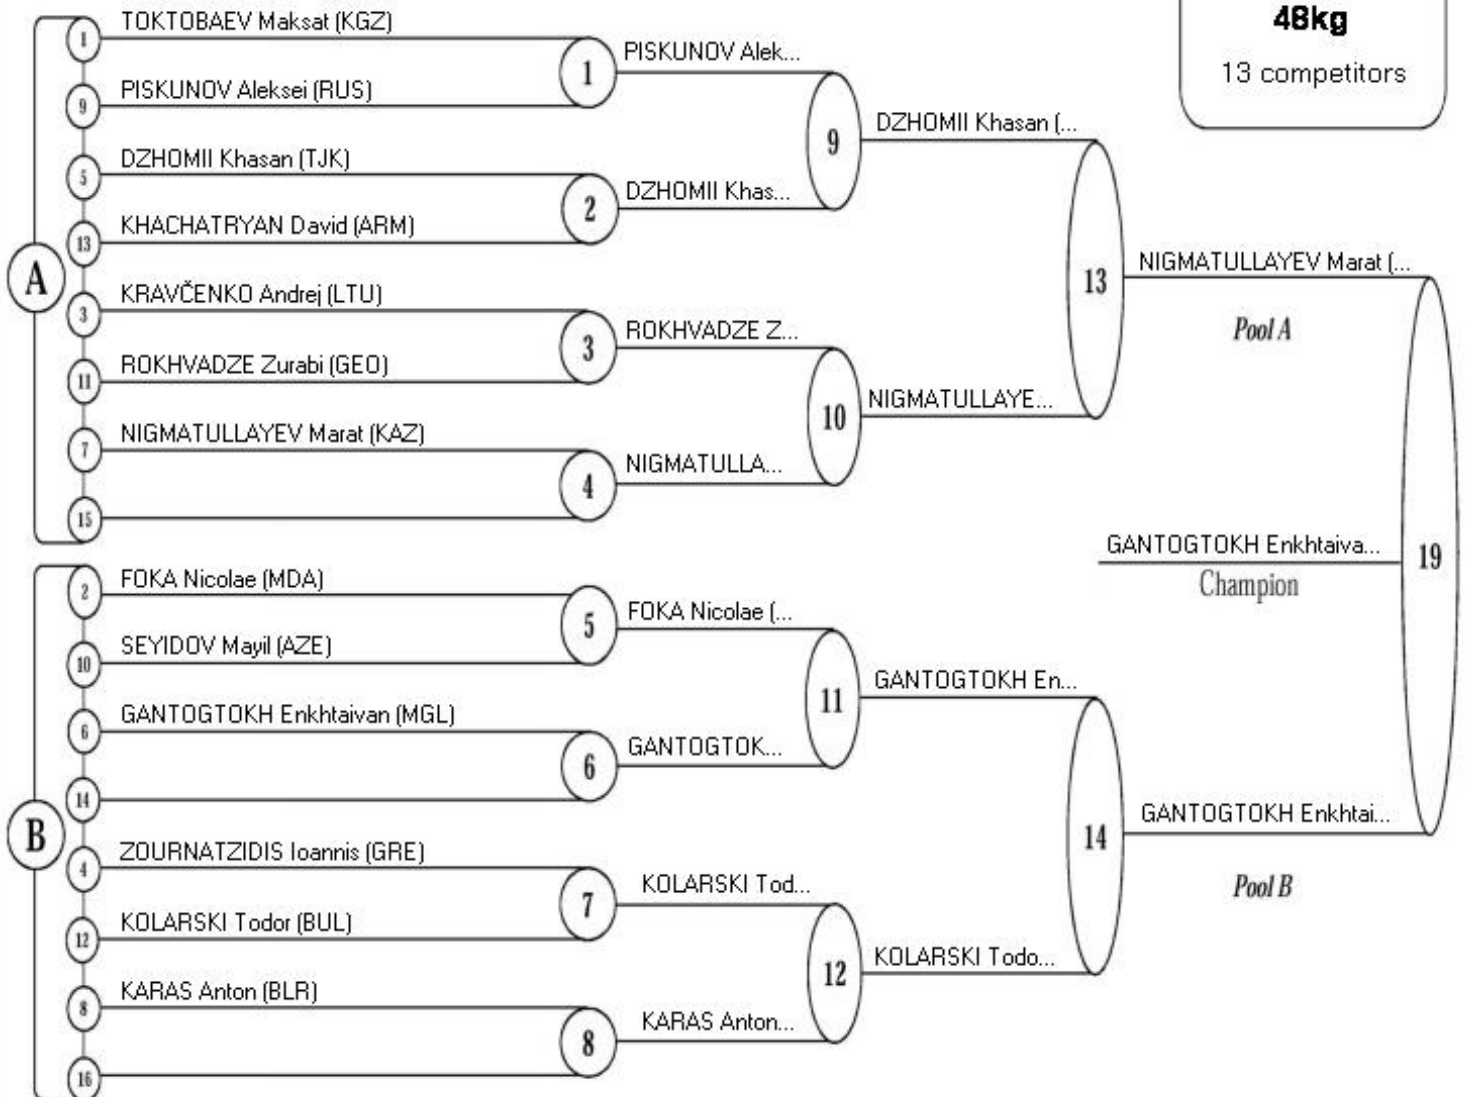 48kg
13 competitors
A
1
TOKTOBAEV Maksat (KGZ)
9
PISKUNOV Aleksei (RUS)
5
DZHOMII Khasan (TJK)
13
KHACHATRYAN David (ARM)
3
KRAVČENKO Andrej (LTU)
11
ROKHVADZE Zurabi (GEO)
7
NIGMATULLAYEV Marat (KAZ)
15
1
PISKUNOV Alek...
2
DZHOMII Khas...
3
ROKHVADZE Z...
4
NIGMATULLA...
9
DZHOMII Khasan (...
10
NIGMATULLAYE...
13
NIGMATULLAYEV Marat (...
Pool A
B
2
FOKA Nicolae (MDA)
10
SEYIDOV Mayil (AZE)
6
GANTOGTOKH Enkhtaivan (MGL)
14
4
ZOURNATZIDIS Ioannis (GRE)
12
KOLARSKI Todor (BUL)
8
KARAS Anton (BLR)
16
5
FOKA Nicolae (...
6
GANTOGTOK...
7
KOLARSKI Tod...
8
KARAS Anton...
11
GANTOGTOKH En...
12
KOLARSKI Todo...
14
GANTOGTOKH Enkhtai...
Pool B
19
GANTOGTOKH Enkhtaiva...
Champion